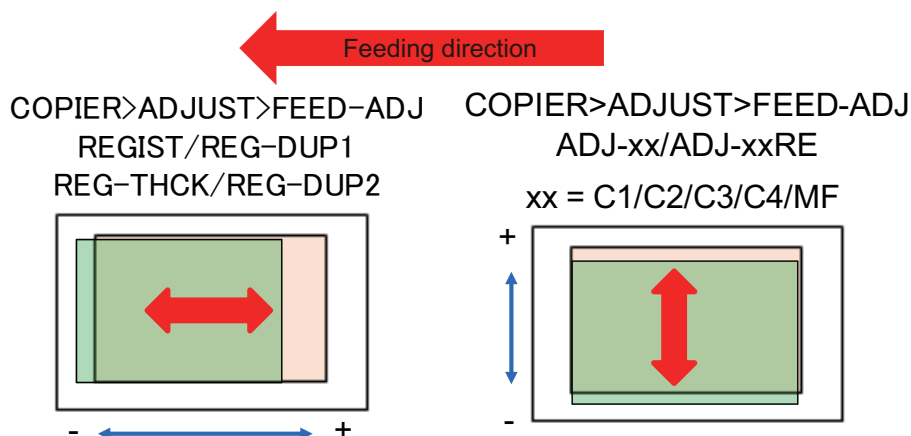 Feeding direction
COPIER>ADJUST>FEED-ADJ
REGIST/REG-DUP1
REG-THCK/REG-DUP2
- +
COPIER>ADJUST>FEED-ADJ
ADJ-xx/ADJ-xxRE
xx = C1/C2/C3/C4/MF
+
-